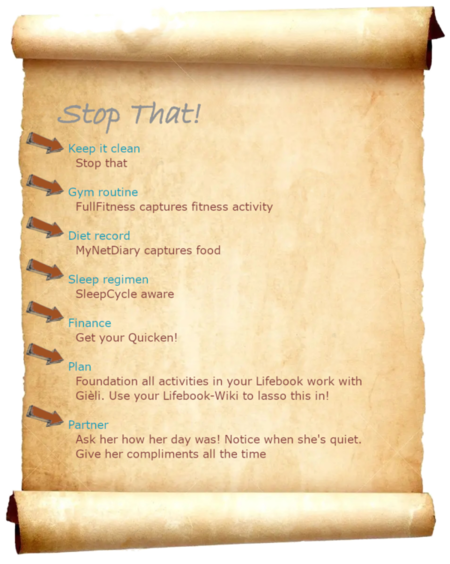 Stop That!
Keep it clean
Stop that
Gym routine
FullFitness captures fitness activity
Diet record
MyNetDiary captures food
Sleep regimen
SleepCycle aware
Finance
Get your Quicken!
Plan
Foundation all activities in your Lifebook work with
Gièlì. Use your Lifebook-Wiki to lasso this in!
Partner
Ask her how her day was! Notice when she's quiet.
Give her compliments all the time